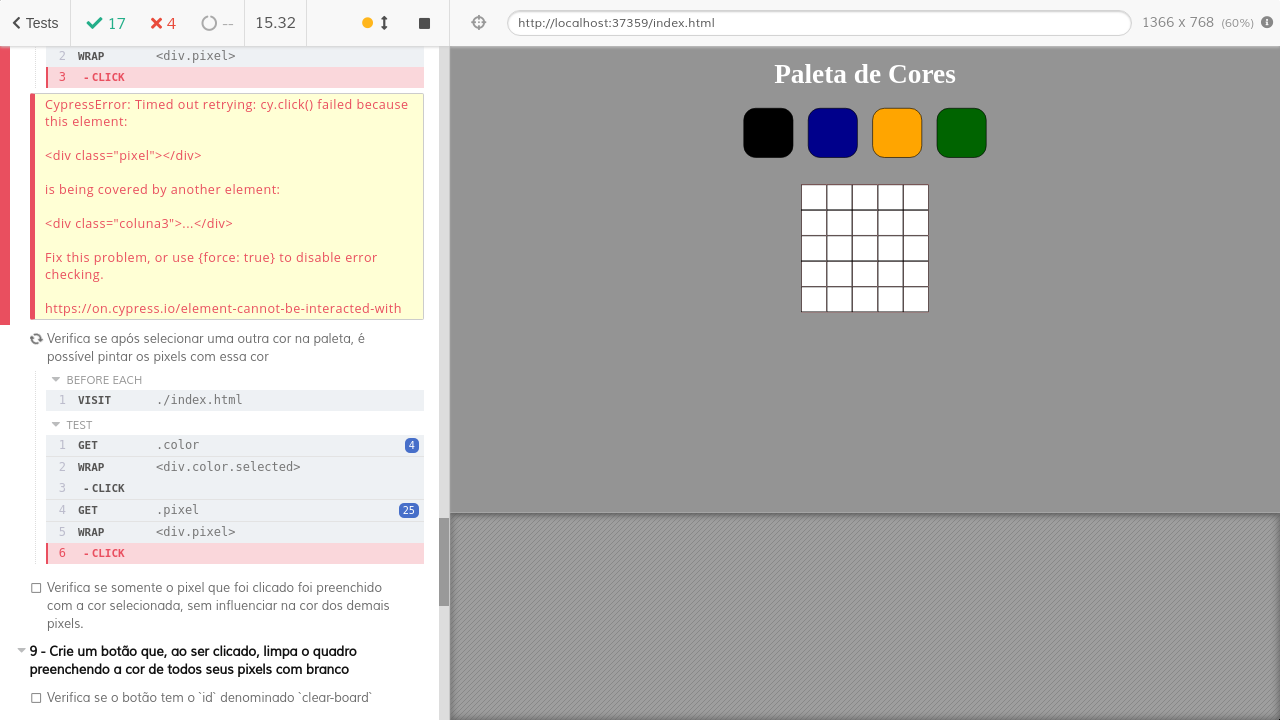 Tests
17
4
--
15.32
http://localhost:37359/index.html
1366 x 768 (60%)
2 WRAP <div.pixel>
3 - CLICK
CypressError: Timed out retrying: cy.click() failed because
this element:
<div class="pixel"></div>
is being covered by another element:
<div class="coluna3">...</div>
Fix this problem, or use {force: true} to disable error
checking.
https://on.cypress.io/element-cannot-be-interacted-with
Verifica se após selecionar uma outra cor na paleta, é
possível pintar os pixels com essa cor
BEFORE EACH
1 VISIT ./index.html
TEST
1 GET .color 4
2 WRAP <div.color.selected>
3 - CLICK
4 GET .pixel 25
5 WRAP <div.pixel>
6 - CLICK
Verifica se somente o pixel que foi clicado foi preenchido
com a cor selecionada, sem influenciar na cor dos demais
pixels.
9 - Crie um botão que, ao ser clicado, limpa o quadro
preenchendo a cor de todos seus pixels com branco
Verifica se o botão tem o `id` denominado `clear-board`
Paleta de Cores